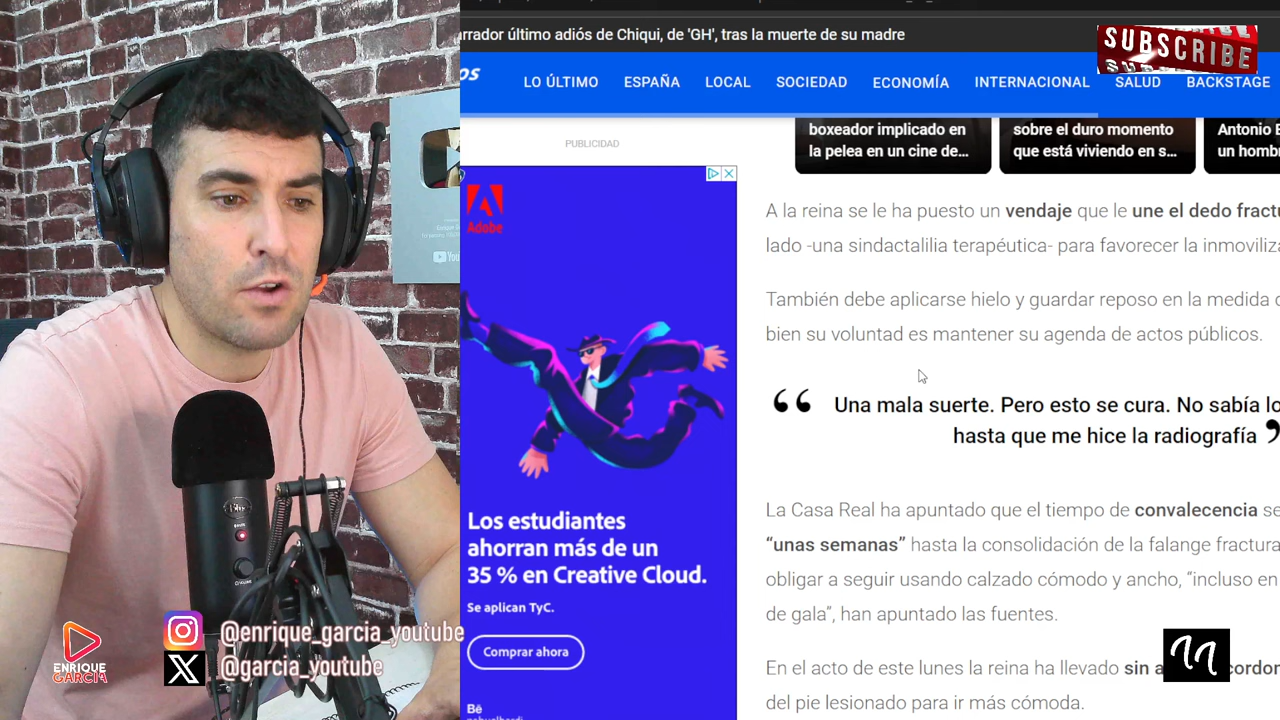 rrador último adiós de Chiqui, de 'GH', tras la muerte de su madre
SUBSCRIBE
os
LO ÚLTIMO ESPAÑA LOCAL SOCIEDAD ECONOMÍA INTERNACIONAL SALUD BACKSTAGE
PUBLICIDAD
boxeador implicado en
la pelea en un cine de...
sobre el duro momento
que está viviendo en s...
Antonio B
un homb
Adobe
Los estudiantes
ahorran más de un
35 % en Creative Cloud.
Se aplican TyC.
Comprar ahora
Bē
A la reina se le ha puesto un vendaje que le une el dedo fractu
lado -una sindactalilia terapéutica- para favorecer la inmoviliza
También debe aplicarse hielo y guardar reposo en la medida
bien su voluntad es mantener su agenda de actos públicos.
“ Una mala suerte. Pero esto se cura. No sabía lo
hasta que me hice la radiografía ”
La Casa Real ha apuntado que el tiempo de convalecencia se
“unas semanas” hasta la consolidación de la falange fractura
obligar a seguir usando calzado cómodo y ancho, “incluso en
de gala”, han apuntado las fuentes.
En el acto de este lunes la reina ha llevado sin cordon
del pie lesionado para ir más cómoda.
You
ENRIQUE
GARCIA
@enrique_garcia_youtube
@garcia_youtube